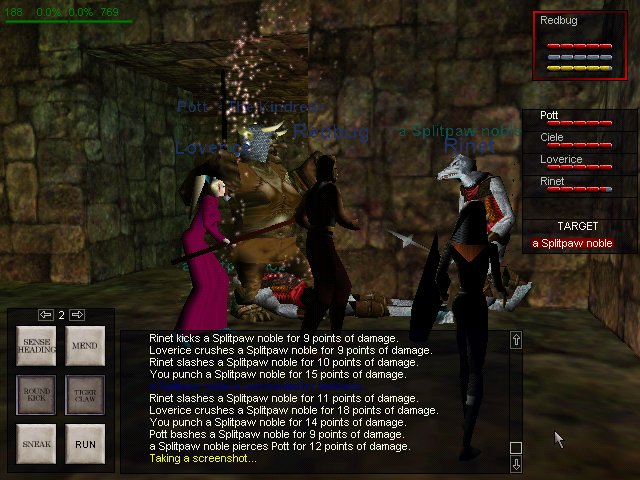 188 0.0% 0.0% 769
Redbug
Pott
Ciele
Loverice
Rinet
TARGET
a Splitpaw noble
Pott
Redbug
a Splitpaw noble
Rinet
2
SENSE HEADING
MEND
ROUND KICK
TIGER CLAW
SNEAK
RUN
Rinet kicks a Splitpaw noble for 9 points of damage.
Loverice crushes a Splitpaw noble for 9 points of damage.
Rinet slashes a Splitpaw noble for 10 points of damage.
You punch a Splitpaw noble for 15 points of damage.
Rinet slashes a Splitpaw noble for 11 points of damage.
Loverice crushes a Splitpaw noble for 18 points of damage.
You punch a Splitpaw noble for 14 points of damage.
Pott bashes a Splitpaw noble for 9 points of damage.
a Splitpaw noble pierces Pott for 12 points of damage.
Taking a screenshot...